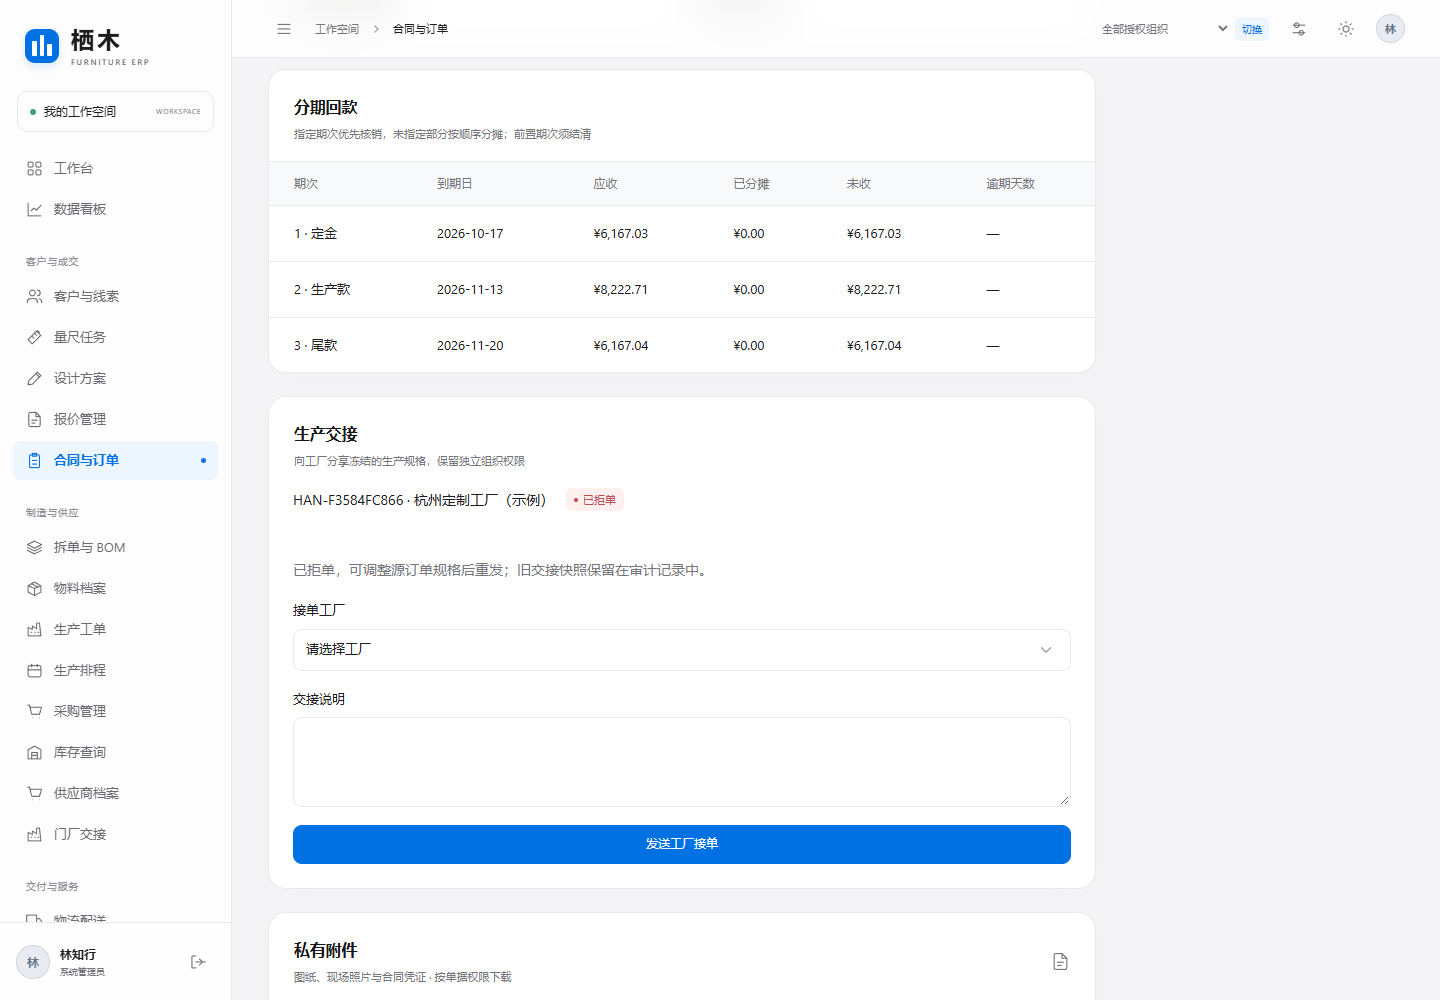 栖木
FURNITURE ERP
我的工作空间 WORKSPACE
工作台
数据看板
客户与成交
客户与线索
量尺任务
设计方案
报价管理
合同与订单
制造与供应
拆单与 BOM
物料档案
生产工单
生产排程
采购管理
库存查询
供应商档案
门厂交接
交付与服务
物流配送
林 林知行
系统管理员
工作空间 合同与订单 全部授权组织 切换 林
分期回款
指定期次优先核销，未指定部分按顺序分摊；前置期次须结清
期次 到期日 应收 已分摊 未收 逾期天数
1 · 定金 2026-10-17 ¥6,167.03 ¥0.00 ¥6,167.03 —
2 · 生产款 2026-11-13 ¥8,222.71 ¥0.00 ¥8,222.71 —
3 · 尾款 2026-11-20 ¥6,167.04 ¥0.00 ¥6,167.04 —
生产交接
向工厂分享冻结的生产规格，保留独立组织权限
HAN-F3584FC866 · 杭州定制工厂（示例） 已拒单
已拒单，可调整源订单规格后重发；旧交接快照保留在审计记录中。
接单工厂
请选择工厂
交接说明
发送工厂接单
私有附件
图纸、现场照片与合同凭证 · 按单据权限下载